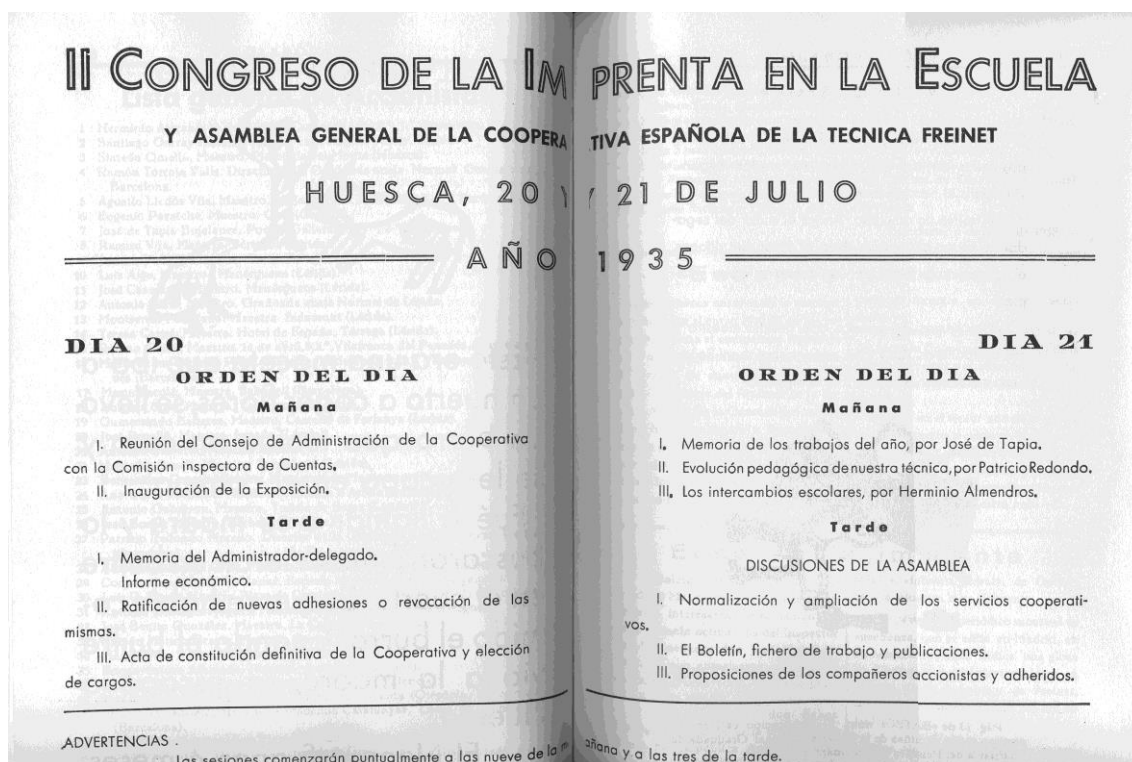 II CONGRESO DE LA IMPRENTA EN LA ESCUELA
Y ASAMBLEA GENERAL DE LA COOPERATIVA ESPAÑOLA DE LA TECNICA FREINET
HUESCA, 20 Y 21 DE JULIO
AÑO 1935
DIA 20
ORDEN DEL DIA
Mañana
I. Reunión del Consejo de Administración de la Cooperativa
con la Comisión inspectora de Cuentas.
II. Inauguración de la Exposición.
Tarde
I. Memoria del Administrador-delegado.
Informe económico.
II. Ratificación de nuevas adhesiones o revocación de las
mismas.
III. Acta de constitución definitiva de la Cooperativa y elección
de cargos.
DIA 21
ORDEN DEL DIA
Mañana
I. Memoria de los trabajos del año, por José de Tapia.
II. Evolución pedagógica de nuestra técnica, por Patricio Redondo.
III. Los intercambios escolares, por Herminio Almendros.
Tarde
DISCUSIONES DE LA ASAMBLEA
I. Normalización y ampliación de los servicios cooperati-
vos.
II. El Boletín, fichero de trabajo y publicaciones.
III. Proposiciones de los compañeros accionistas y adheridos.
ADVERTENCIAS.
Las sesiones comenzarán puntualmente a las nueve de la mañana y a las tres de la tarde.